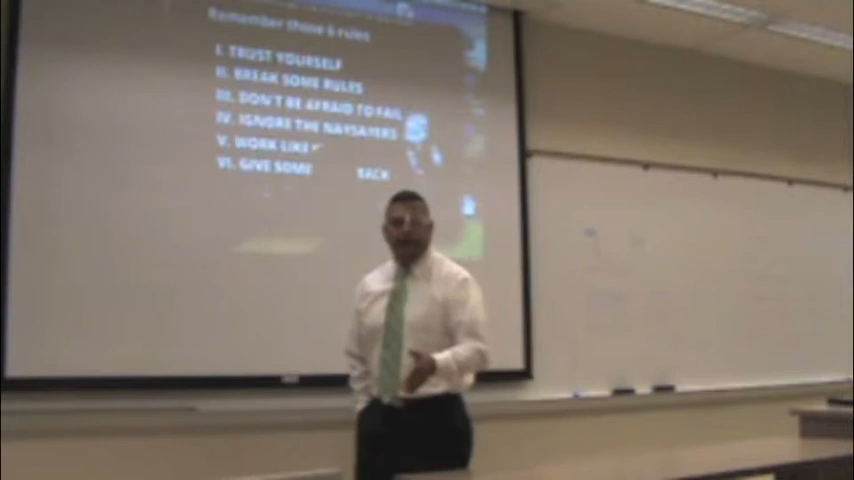 Remember these 6 rules
I. TRUST YOURSELF
II. BREAK SOME RULES
III. DON'T BE AFRAID TO FAIL
IV. IGNORE THE NAYSAYERS
V. WORK LIKE
VI. GIVE SOME BACK